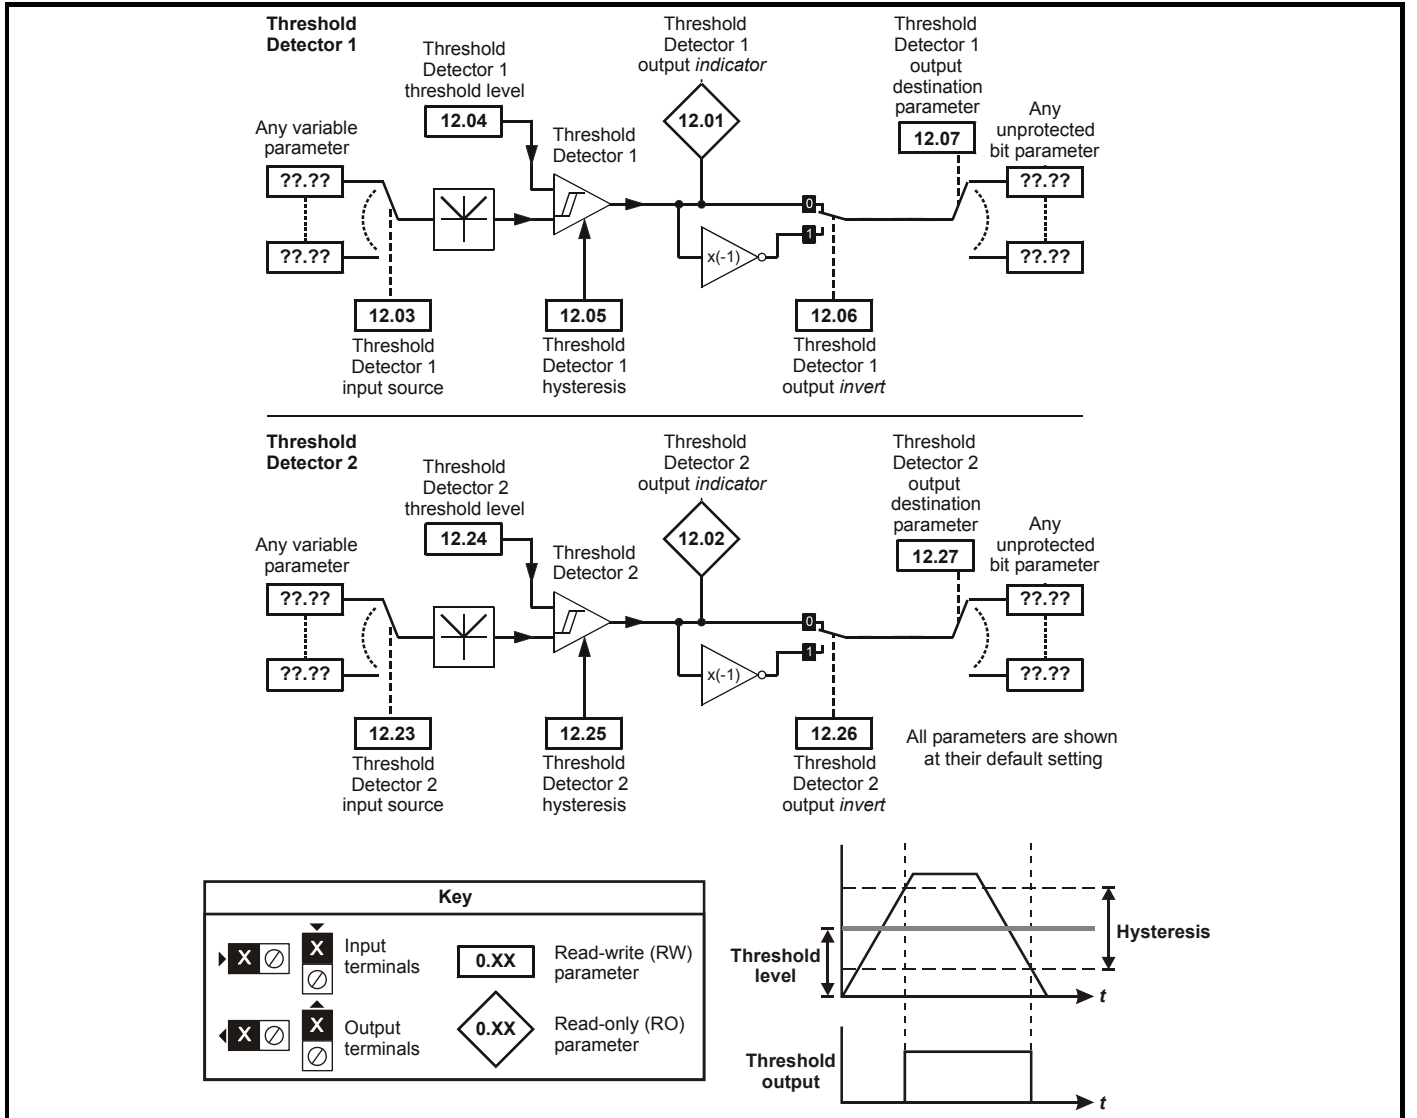 Threshold
Detector 1
Threshold
Detector 1
threshold level
Threshold
Detector 1
output indicator
Threshold
Detector 1
output
destination
parameter
Any variable
parameter
12.04
Threshold
Detector 1
12.01
12.07
Any
unprotected
bit parameter
??.??
??.??
0
1
x(-1)
??.??
??.??
12.03
Threshold
Detector 1
input source
12.05
Threshold
Detector 1
hysteresis
12.06
Threshold
Detector 1
output invert
Threshold
Detector 2
Threshold
Detector 2
threshold level
Threshold
Detector 2
output indicator
Threshold
Detector 2
output
destination
parameter
Any variable
parameter
12.24
Threshold
Detector 2
12.02
12.27
Any
unprotected
bit parameter
??.??
??.??
0
1
x(-1)
??.??
??.??
12.23
Threshold
Detector 2
input source
12.25
Threshold
Detector 2
hysteresis
12.26
Threshold
Detector 2
output invert
All parameters are shown
at their default setting
Key
X
X
Input
terminals
0.XX
Read-write (RW)
parameter
X
X
Output
terminals
0.XX
Read-only (RO)
parameter
Threshold
level
Hysteresis
t
Threshold
output
t